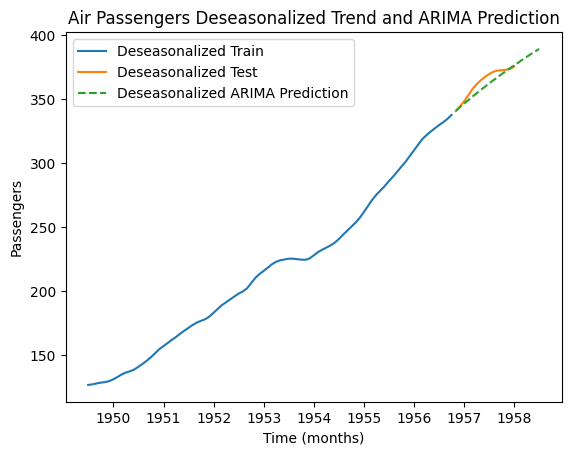 Air Passengers Deseasonalized Trend and ARIMA Prediction
400
350
300
250
200
150
Passengers
Deseasonalized Train
Deseasonalized Test
Deseasonalized ARIMA Prediction
1950 1951 1952 1953 1954 1955 1956 1957 1958
Time (months)